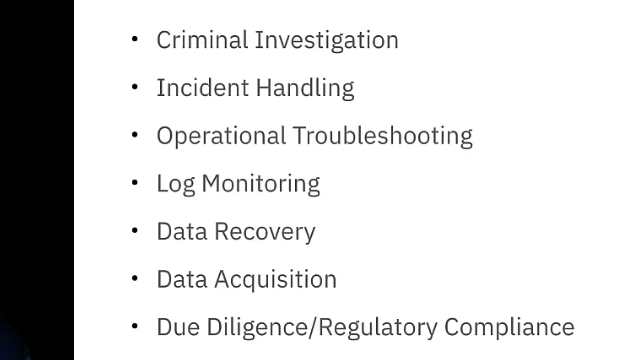 • Criminal Investigation
• Incident Handling
• Operational Troubleshooting
• Log Monitoring
• Data Recovery
• Data Acquisition
• Due Diligence/Regulatory Compliance